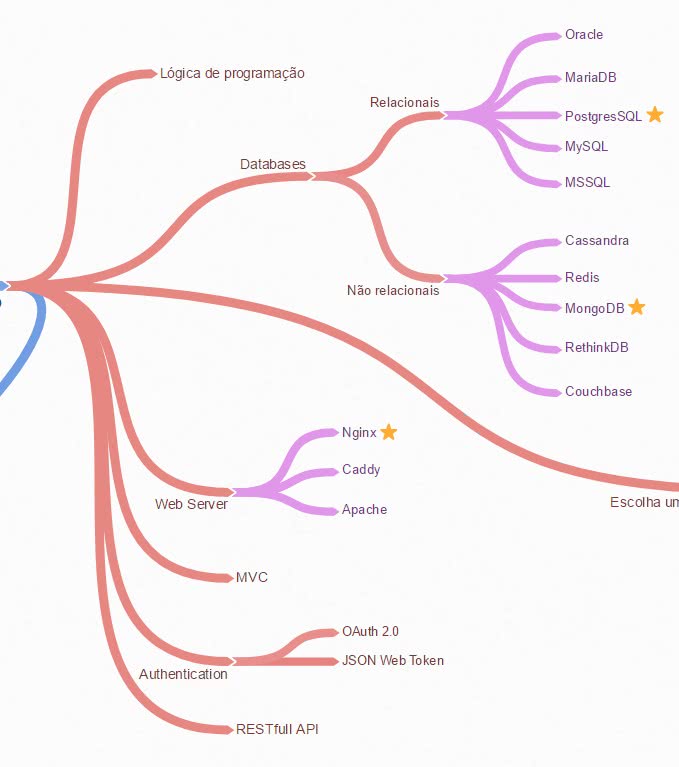 Lógica de programação
Databases
Relacionais
Oracle
MariaDB
PostgresSQL
MySQL
MSSQL
Não relacionais
Cassandra
Redis
MongoDB
RethinkDB
Couchbase
Escolha um
Web Server
Nginx
Caddy
Apache
MVC
Authentication
OAuth 2.0
JSON Web Token
RESTfull API